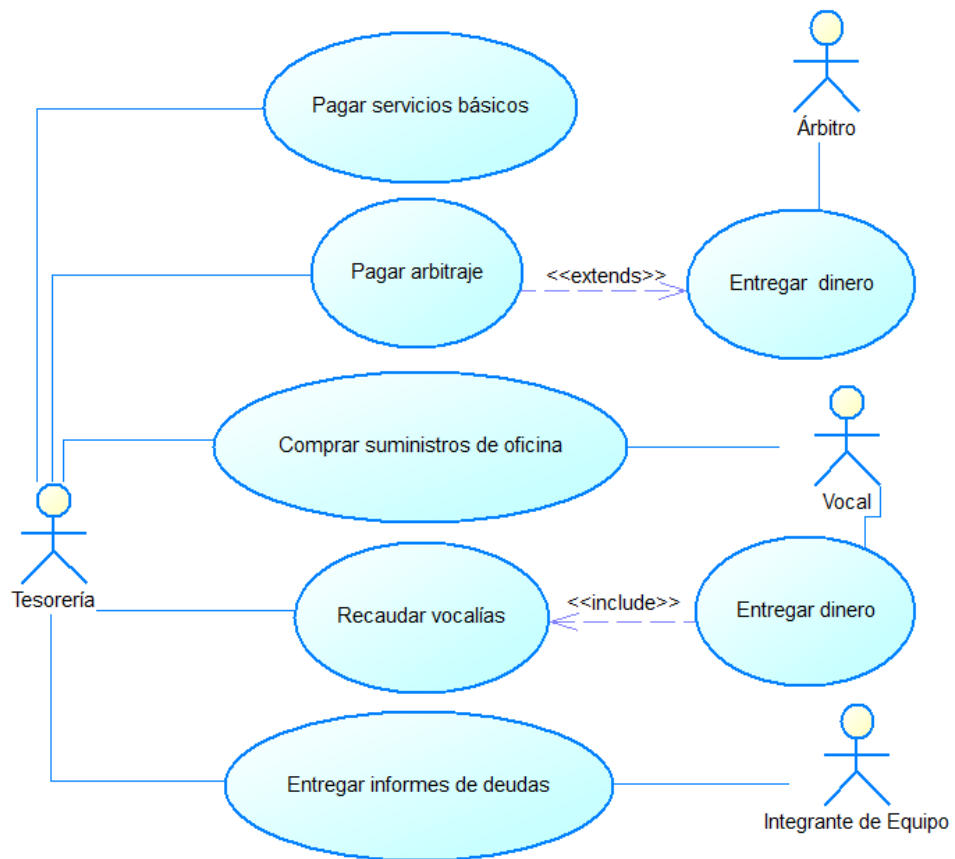 Pagar servicios básicos
Árbitro
Pagar arbitraje
<<extends>>
Entregar dinero
Comprar suministros de oficina
Vocal
Tesorería
Recaudar vocalías
<<include>>
Entregar dinero
Entregar informes de deudas
Integrante de Equipo